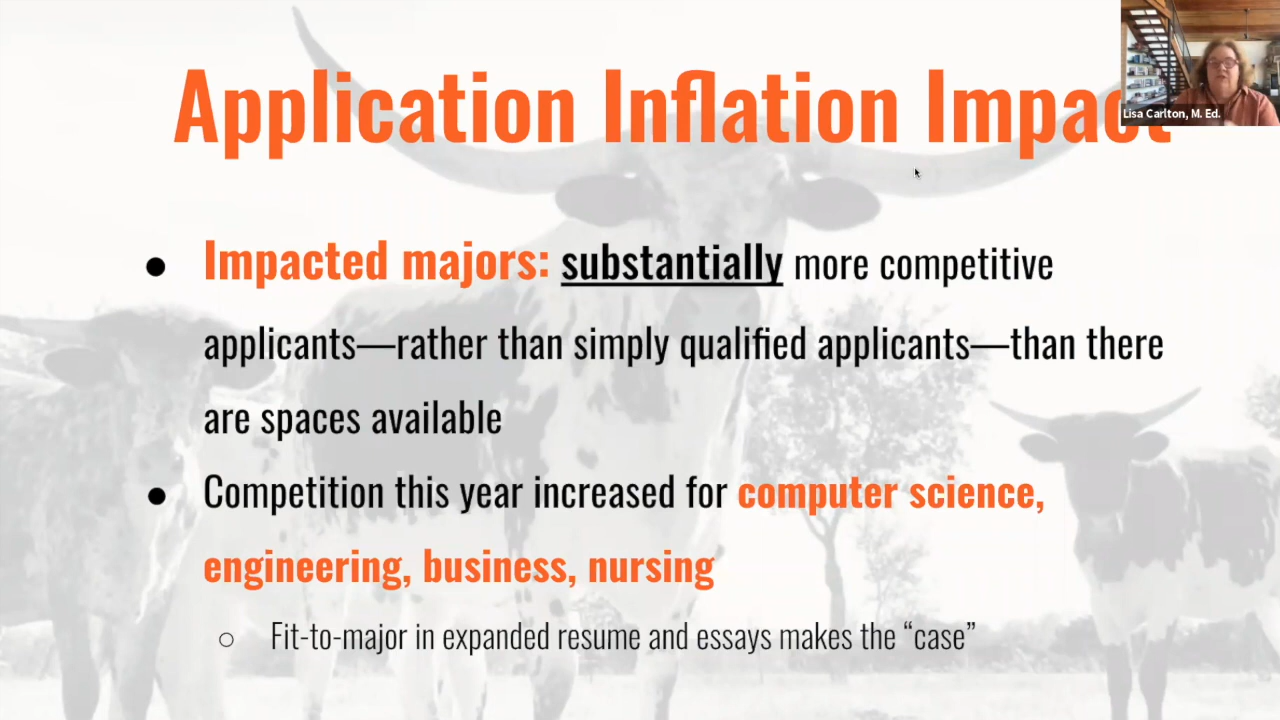 Application Inflation Impact
Lisa Carlton, M. Ed.
● Impacted majors: substantially more competitive
applicants—rather than simply qualified applicants—than there
are spaces available
● Competition this year increased for computer science,
engineering, business, nursing
○ Fit-to-major in expanded resume and essays makes the “case”